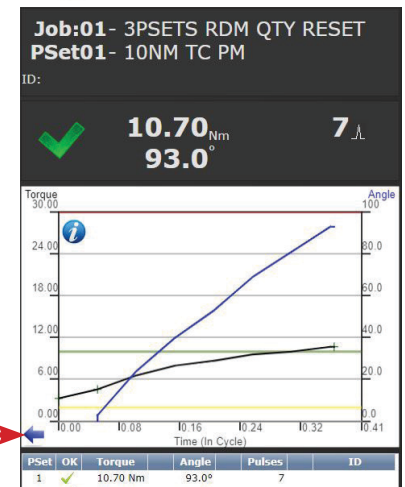 Job:01- 3PSETS RDM QTY RESET
PSet01- 10NM TC PM
ID:
10.70 Nm 7
93.0°
Torque Angle
30.00 100
i
24.00 80.0
18.00 60.0
12.00 40.0
6.00 20.0
0.00 0.0
0.00 0.08 0.16 0.24 0.32 0.41
Time (In Cycle)
PSet OK Torque Angle Pulses ID
1 10.70 Nm 93.0° 7